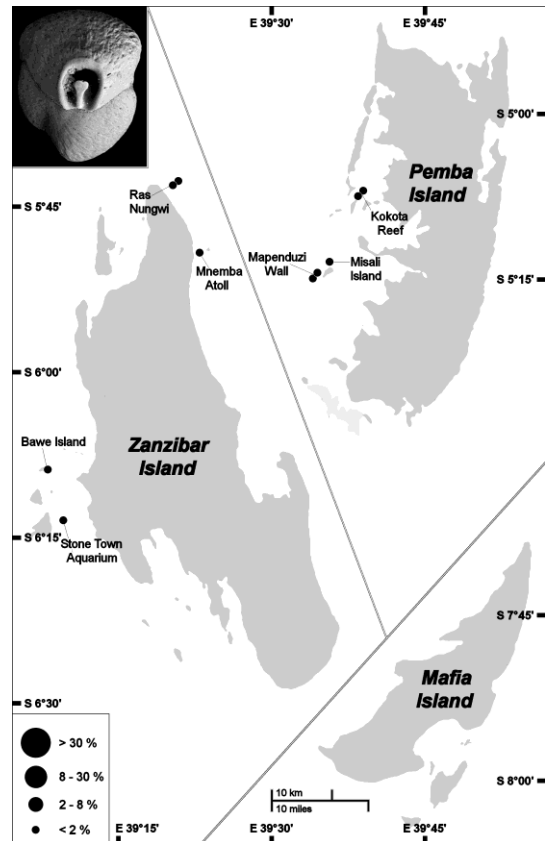 E 39°30'
E 39°45'
S 5°00'
Pemba
Island
Ras
Nungwi
S 5°45'
Kokota
Reef
Mnemba
Atoll
Mapenduzi
Wall
Misali
Island
S 5°15'
S 6°00'
Zanzibar
Island
Bawe Island
Stone Town
Aquarium
S 6°15'
S 7°45'
Mafia
Island
S 6°30'
> 30 %
8 - 30 %
2 - 8 %
< 2 %
S 8°00'
10 km
10 miles
E 39°15'
E 39°30'
E 39°45'